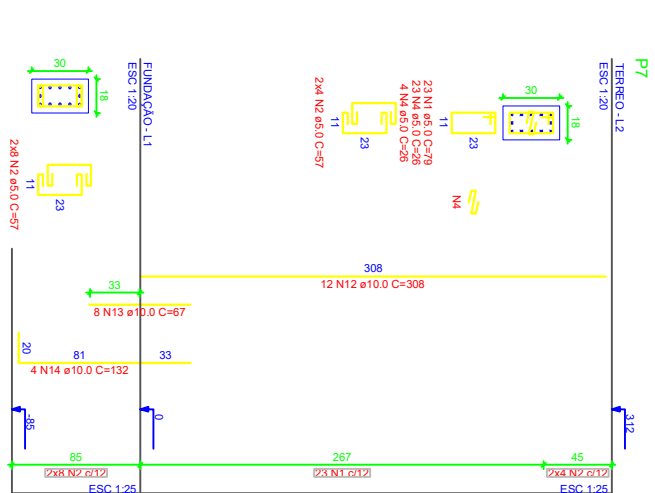 P7
TERREO - L2
ESC 1:20
30
18
11
23
23 N1 ø5.0 C=79
23 N4 ø5.0 C=26
4 N4 ø5.0 C=26
11
23
2x4 N2 ø5.0 C=57
N4
FUNDAÇÃO - L1
ESC 1:20
30
18
11
23
2x8 N2 ø5.0 C=57
308
12 N12 ø10.0 C=308
33
8 N13 ø10.0 C=67
20
81
33
4 N14 ø10.0 C=132
-85
0
312
85
267
45
2x8 N2 c/12
23 N1 c/12
2x4 N2 c/12
ESC 1:25
ESC 1:25